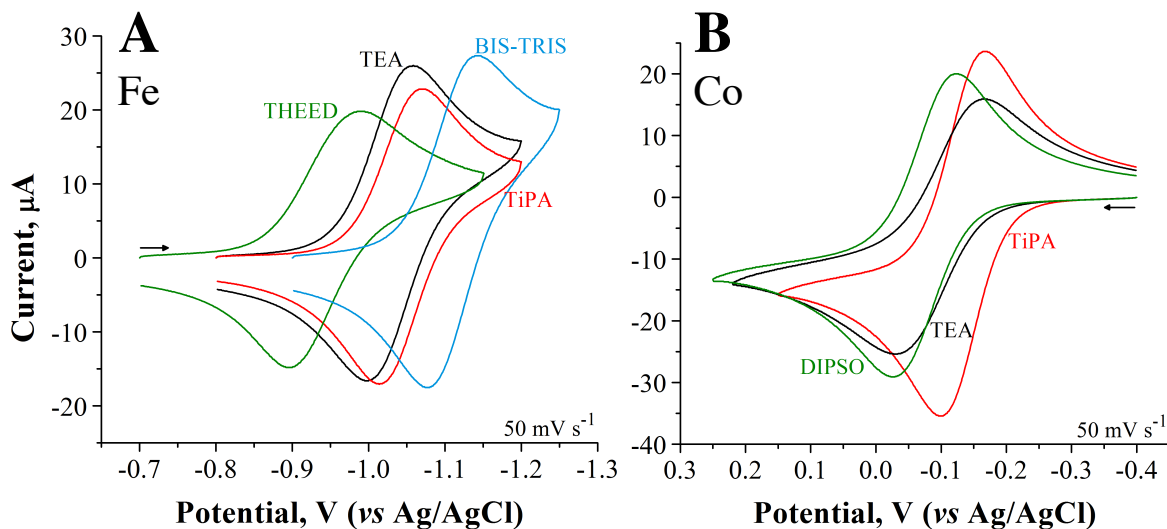 A
Fe
BIS-TRIS
TEA
THEED
TiPA
50 mV s⁻¹
Current, μA
30
20
10
0
-10
-20
-0.7 -0.8 -0.9 -1.0 -1.1 -1.2 -1.3
Potential, V (vs Ag/AgCl)
B
Co
TiPA
TEA
DIPSO
50 mV s⁻¹
20
10
0
-10
-20
-30
-40
0.3 0.2 0.1 0.0 -0.1 -0.2 -0.3 -0.4
Potential, V (vs Ag/AgCl)